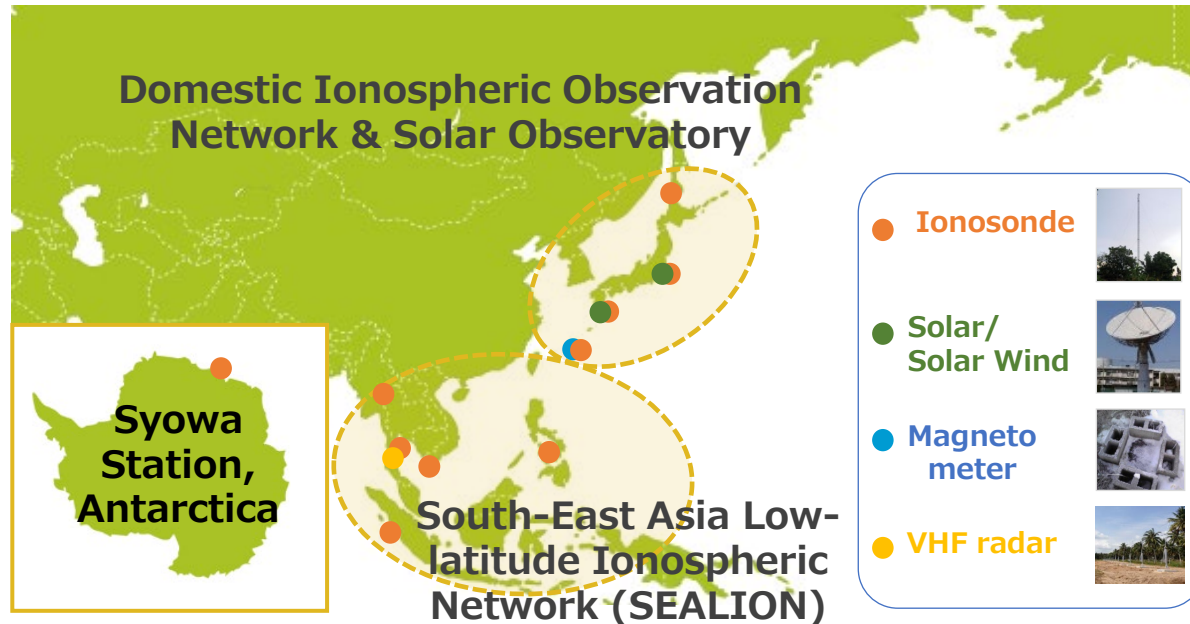 Domestic Ionospheric Observation
Network & Solar Observatory
Syowa
Station,
Antarctica
South-East Asia Low-
latitude Ionospheric
Network (SEALION)
Ionosonde
Solar/
Solar Wind
Magneto
meter
VHF radar